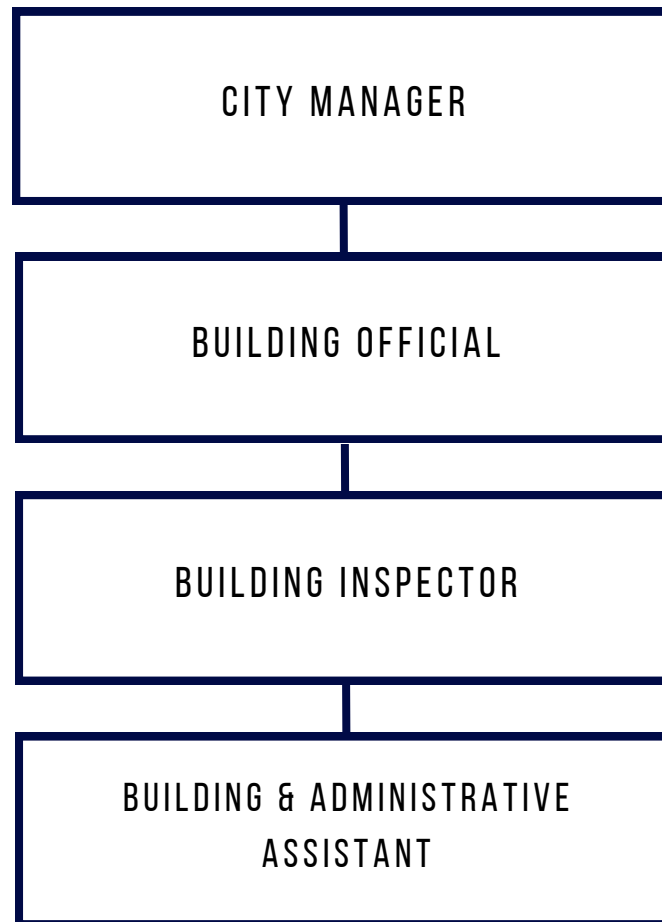 CITY MANAGER
BUILDING OFFICIAL
BUILDING INSPECTOR
BUILDING & ADMINISTRATIVE
ASSISTANT